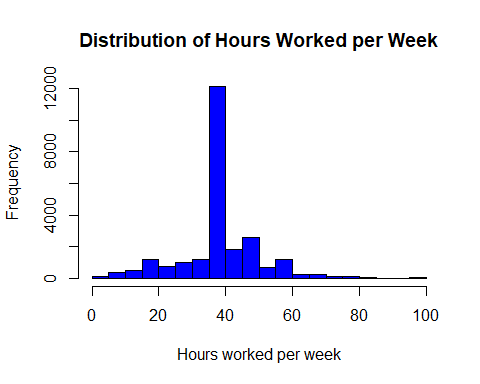 Distribution of Hours Worked per Week
Frequency
12000
8000
4000
0
0 20 40 60 80 100
Hours worked per week